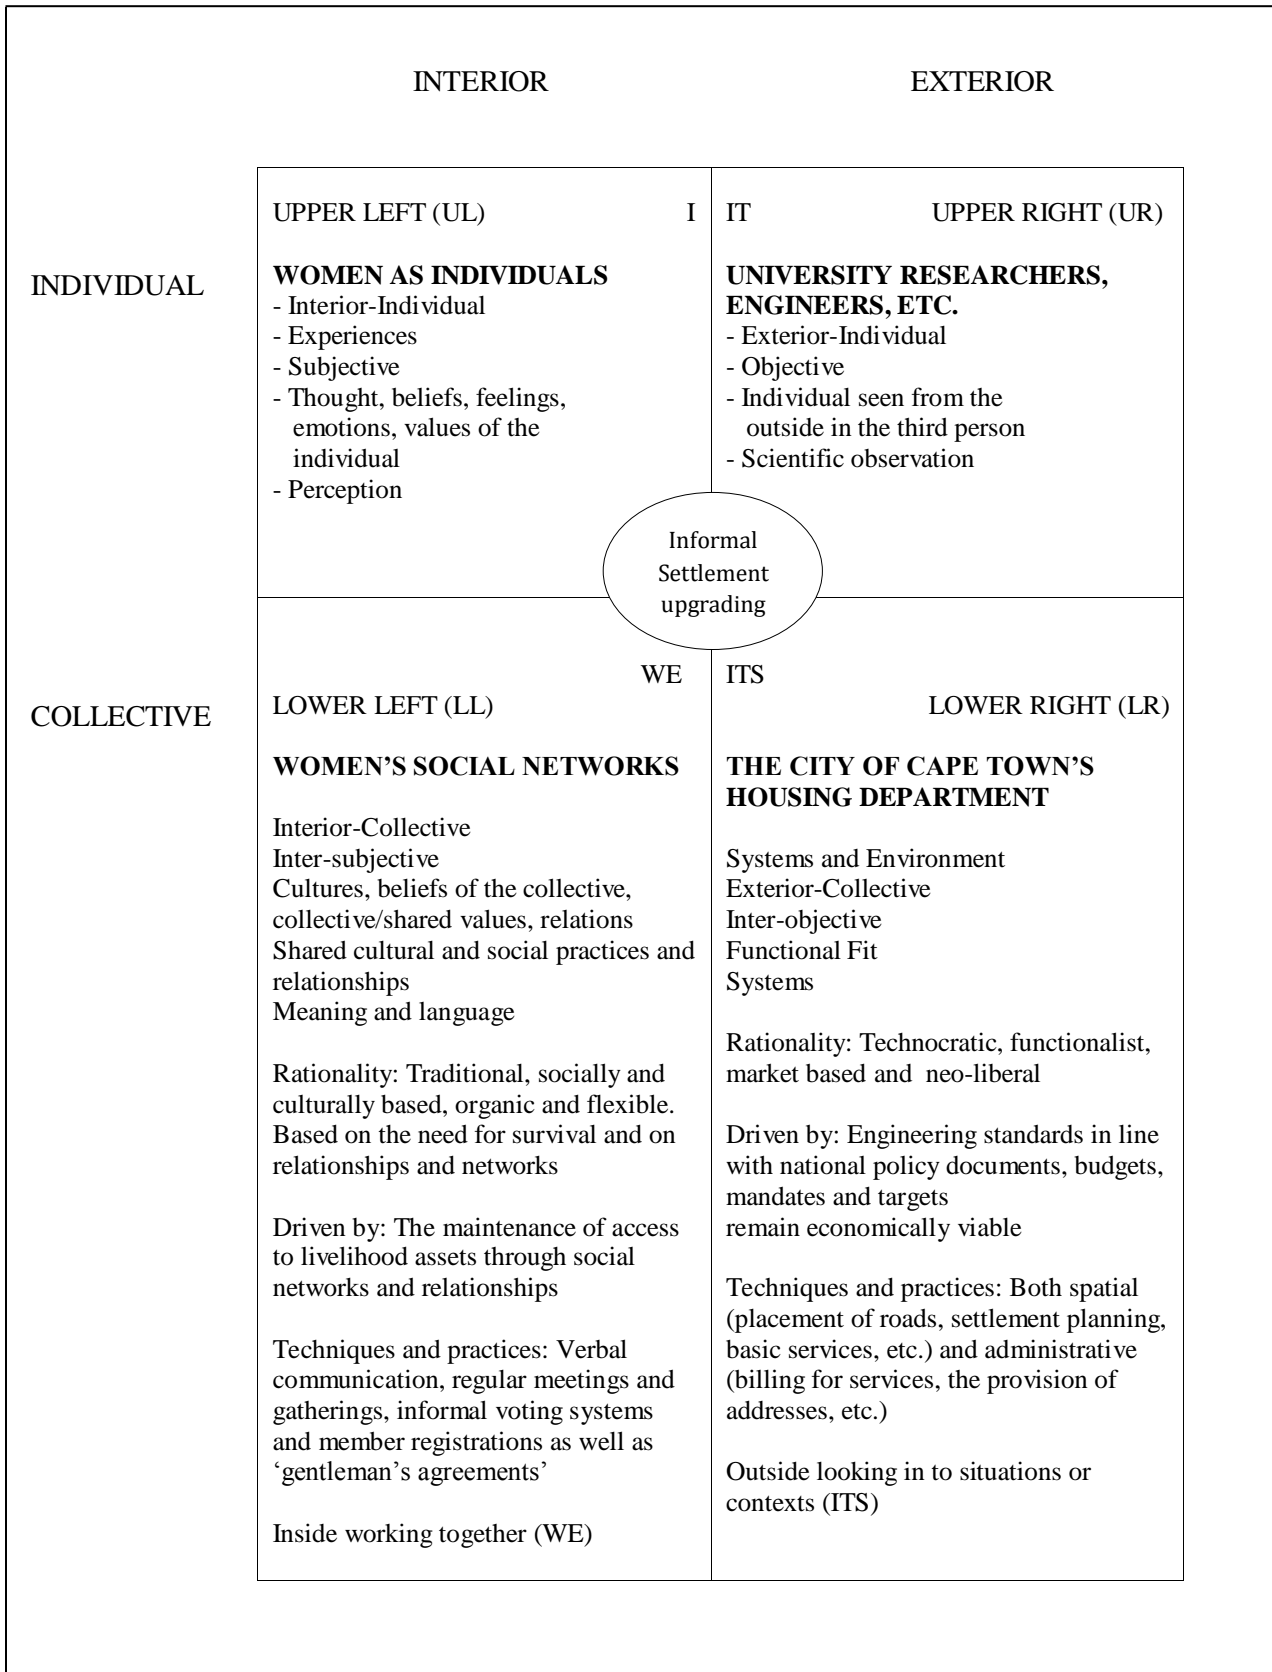 INTERIOR
EXTERIOR
INDIVIDUAL
UPPER LEFT (UL) I
WOMEN AS INDIVIDUALS
- Interior-Individual
- Experiences
- Subjective
- Thought, beliefs, feelings,
emotions, values of the
individual
- Perception
IT UPPER RIGHT (UR)
UNIVERSITY RESEARCHERS,
ENGINEERS, ETC.
- Exterior-Individual
- Objective
- Individual seen from the
outside in the third person
- Scientific observation
Informal
Settlement
upgrading
COLLECTIVE
WE
LOWER LEFT (LL)
WOMEN’S SOCIAL NETWORKS
Interior-Collective
Inter-subjective
Cultures, beliefs of the collective,
collective/shared values, relations
Shared cultural and social practices and
relationships
Meaning and language
Rationality: Traditional, socially and
culturally based, organic and flexible.
Based on the need for survival and on
relationships and networks
Driven by: The maintenance of access
to livelihood assets through social
networks and relationships
Techniques and practices: Verbal
communication, regular meetings and
gatherings, informal voting systems
and member registrations as well as
‘gentleman’s agreements’
Inside working together (WE)
ITS
LOWER RIGHT (LR)
THE CITY OF CAPE TOWN’S
HOUSING DEPARTMENT
Systems and Environment
Exterior-Collective
Inter-objective
Functional Fit
Systems
Rationality: Technocratic, functionalist,
market based and neo-liberal
Driven by: Engineering standards in line
with national policy documents, budgets,
mandates and targets
remain economically viable
Techniques and practices: Both spatial
(placement of roads, settlement planning,
basic services, etc.) and administrative
(billing for services, the provision of
addresses, etc.)
Outside looking in to situations or
contexts (ITS)